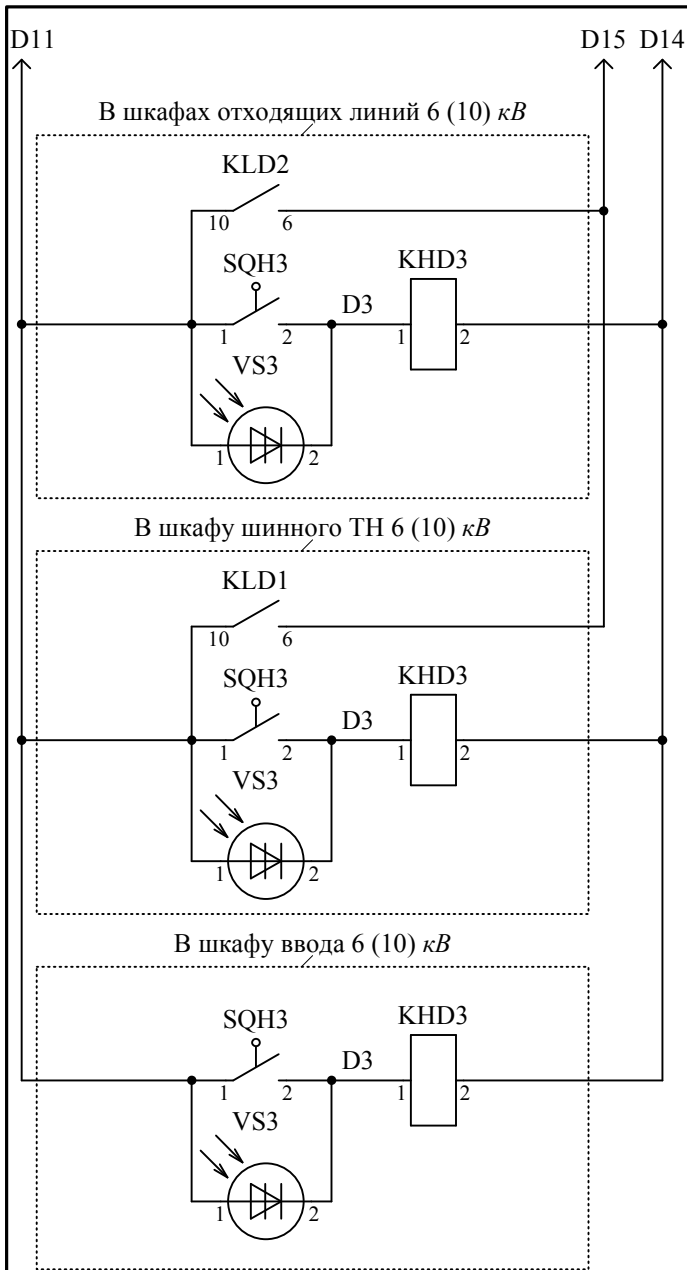 D11 D15 D14
В шкафах отходящих линий 6 (10) кВ
KLD2
10 6
SQH3 KHD3
D3
1 2 1 2
VS3
1 2
В шкафу шинного ТН 6 (10) кВ
KLD1
10 6
SQH3 KHD3
D3
1 2 1 2
VS3
1 2
В шкафу ввода 6 (10) кВ
SQH3 KHD3
D3
1 2 1 2
VS3
1 2